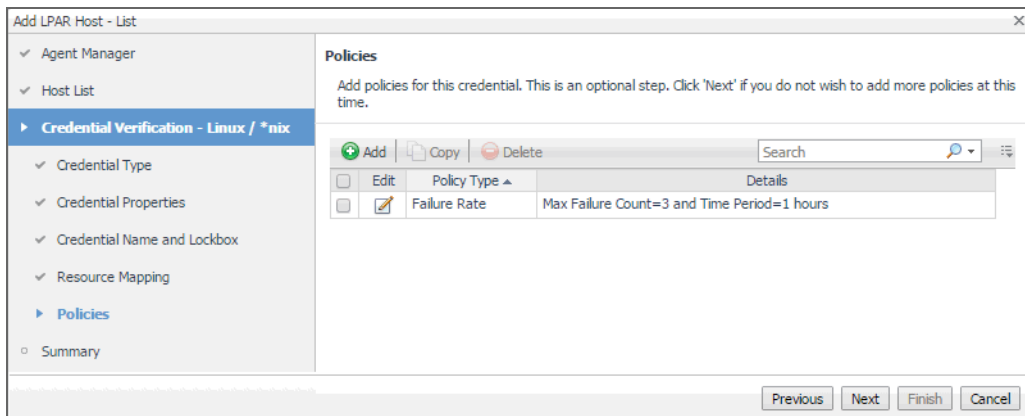 Add LPAR Host - List
Agent Manager
Host List
Credential Verification - Linux / *nix
Credential Type
Credential Properties
Credential Name and Lockbox
Resource Mapping
Policies
Summary
Policies
Add policies for this credential. This is an optional step. Click 'Next' if you do not wish to add more policies at this
time.
Add Copy Delete Search
Edit Policy Type Details
Failure Rate Max Failure Count=3 and Time Period=1 hours
Previous Next Finish Cancel